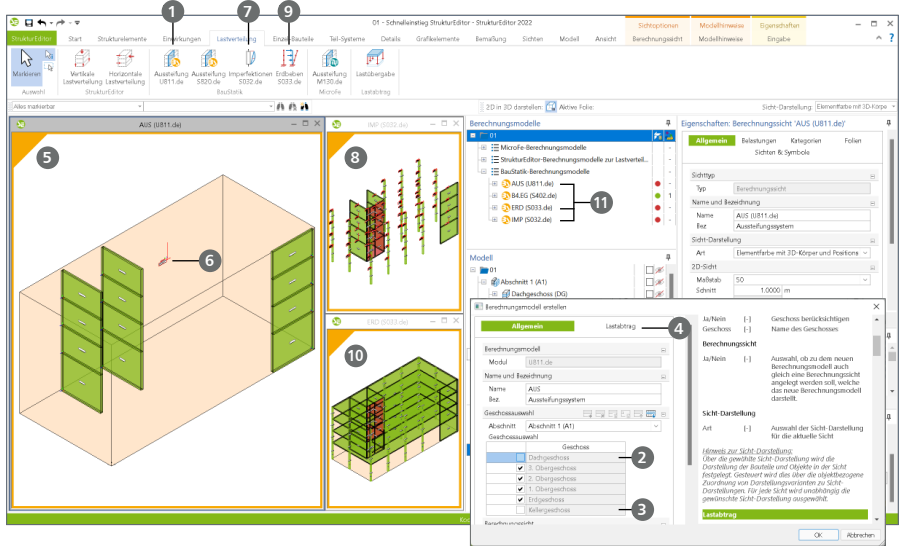 01 - Schnelleinstieg StrukturEditor - StrukturEditor 2022
Sichtoptionen
Modellhinweise
Eigenschaften
StrukturEditor
Start
Strukturelemente
Einwirkungen
Lastverteilung
Einzel-Bauteile
Teil-Systeme
Details
Grafikelemente
Bemaßung
Sichten
Modell
Ansicht
Berechnungssicht
Modellhinweise
Eingabe
1
7
9
Markieren
Vertikale Lastverteilung
Horizontale Lastverteilung
Aussteifung U811.de
Aussteifung S820.de
Imperfektionen S032.de
Erdbeben S033.de
Aussteifung M130.de
Lastübergabe
Auswahl
StrukturEditor
BauStatik
MicroFe
Lastabtrag
Alles markierbar
2D in 3D darstellen:
Aktive Folie:
Sicht-Darstellung:
Elementfarbe mit 3D-Körpe
AUS (U811.de)
5
6
IMP (S032.de)
8
ERD (S033.de)
10
Berechnungsmodelle
01
MicroFe-Berechnungsmodelle
StrukturEditor-Berechnungsmodelle zur Lastverteil...
BauStatik-Berechnungsmodelle
AUS (U811.de)
B4.EG (S402.de)
1
ERD (S033.de)
IMP (S032.de)
11
Modell
01
Abschnitt 1 (A1)
Dachgeschoss (DG)
Eigenschaften: Berechnungssicht 'AUS (U811.de)'
Allgemein
Belastungen
Kategorien
Folien
Sichten & Symbole
Sichttyp
Typ
Berechnungssicht
Name und Bezeichnung
Name
AUS (U811.de)
Bez.
Aussteifungssystem
Sicht-Darstellung
Art
Elementfarbe mit 3D-Körper und Positions
2D-Sicht
Maßstab
50
Schnitt
1.0000 m
Berechnungsmodell erstellen
Allgemein
Lastabtrag
4
Berechnungsmodell
Modul
U811.de
Name und Bezeichnung
Name
AUS
Bez.
Aussteifungssystem
Geschossauswahl
Abschnitt
Abschnitt 1 (A1)
Geschossauswahl
Geschoss
Dachgeschoss
2
3. Obergeschoss
2. Obergeschoss
1. Obergeschoss
Erdgeschoss
Kellergeschoss
3
Berechnungssicht
Ja/Nein [-] Geschoss berücksichtigen
Geschoss [-] Name des Geschosses
Berechnungssicht
Ja/Nein [-] Auswahl, ob zu dem neuen
Berechnungsmodell auch
gleich eine Berechnungssicht
angelegt werden soll, welche
das neue Berechnungsmodell
darstellt.
Sicht-Darstellung
Art [-] Auswahl der Sicht-Darstellung
für die aktuelle Sicht
Hinweis zur Sicht-Darstellung:
Über die gewählte Sicht-Darstellung wird die
Darstellung der Bauteile und Objekte in der Sicht
festgelegt. Gesteuert wird dies über die objektbezogene
Zuordnung von Darstellungsvarianten zu Sicht-
Darstellungen. Für jede Sicht wird unabhängig die
gewünschte Sicht-Darstellung ausgewählt.
Lastabtrag
OK
Abbrechen